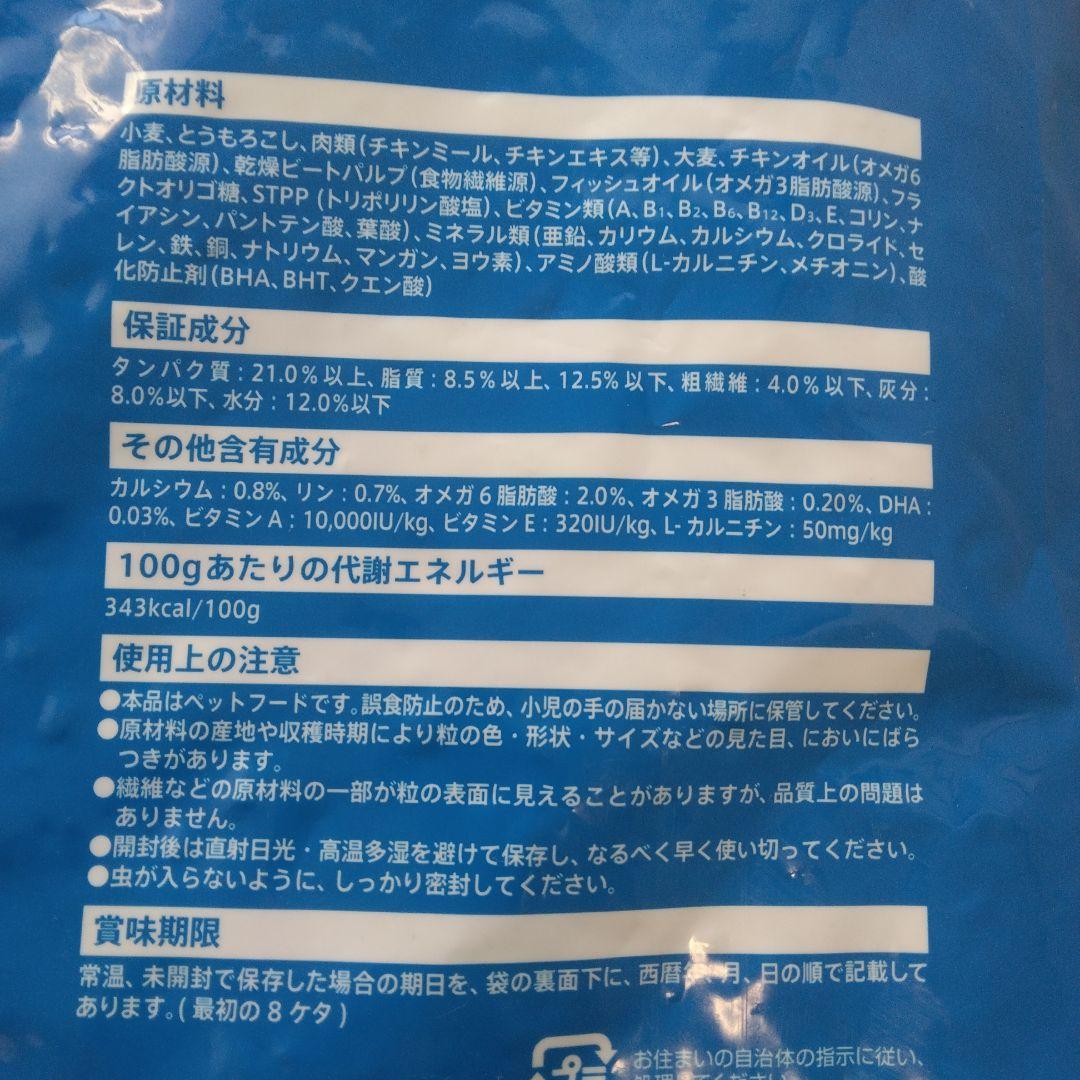 原材料
小麦、とうもろこし、肉類(チキンミール、チキンエキス等)、大麦、チキンオイル(オメガ6
脂肪酸源)、乾燥ビートパルプ(食物繊維源)、フィッシュオイル(オメガ3脂肪酸源)、フラ
クトオリゴ糖、STPP (トリポリリン酸塩)、ビタミン類(A、B1、B2、B6、B12、D3、E、コリン、ナ
イアシン、パントテン酸、葉酸)、ミネラル類(亜鉛、カリウム、カルシウム、クロライド、セ
レン、鉄、銅、ナトリウム、マンガン、ヨウ素)、アミノ酸類(L-カルニチン、メチオニン)、酸
化防止剤(BHA、BHT、クエン酸)
保証成分
タンパク質:21.0%以上、脂質:8.5%以上、12.5%以下、粗繊維:4.0%以下、灰分:
8.0%以下、水分:12.0%以下
その他含有成分
カルシウム:0.8%、リン:0.7%、オメガ6脂肪酸:2.0%、オメガ3脂肪酸:0.20%、DHA:
0.03%、ビタミンA:10,000IU/kg、ビタミンE:320IU/kg、L-カルニチン:50mg/kg
100gあたりの代謝エネルギー
343kcal/100g
使用上の注意
●本品はペットフードです。誤食防止のため、小児の手の届かない場所に保管してください。
●原材料の産地や収穫時期により粒の色・形状・サイズなどの見た目、においにばら
つきがあります。
●繊維などの原材料の一部が粒の表面に見えることがありますが、品質上の問題は
ありません。
●開封後は直射日光・高温多湿を避けて保存し、なるべく早く使い切ってください。
●虫が入らないように、しっかり密封してください。
賞味期限
常温、未開封で保存した場合の期日を、袋の裏面下に、西暦 月、日の順で記載して
あります。(最初の8ケタ)
お住まいの自治体の指示に従い、